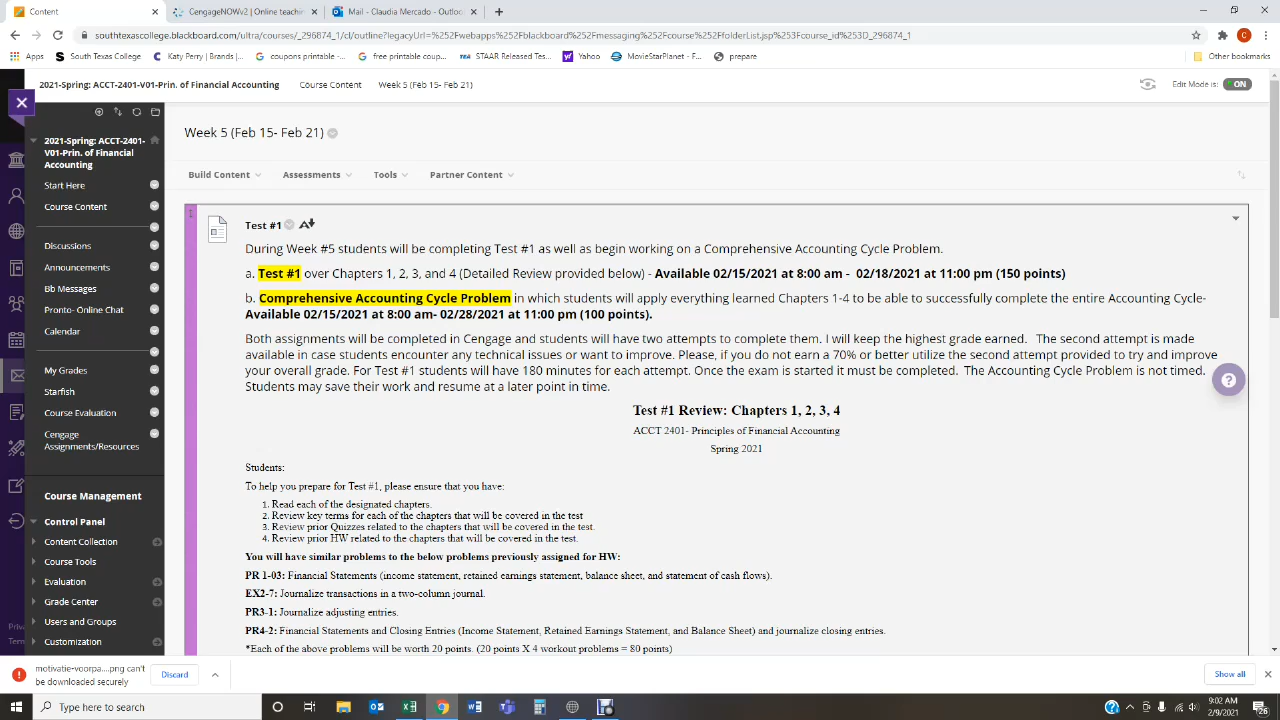 Content
CengageNOWv2 | Online teachin
Mail - Claudia Mercado - Outloo
southtexascollege.blackboard.com/ultra/courses/_296874_1/cl/outline?legacyUrl=%2Fwebapps%252Fblackboard%252Fmessaging%252Fcourse%252FfolderList.jsp%3Fcourse_id%3D_296874_1
C
Apps
South Texas College
Katy Perry | Brands |...
coupons printable -...
free printable coup...
STAAR Released Tes...
Yahoo
MovieStarPlanet - F...
prepare
Other bookmarks
2021-Spring: ACCT-2401-V01-Prin. of Financial Accounting
Course Content
Week 5 (Feb 15- Feb 21)
Edit Mode is:
ON
2021-Spring: ACCT-2401-
V01-Prin. of Financial
Accounting
Start Here
Course Content
Discussions
Announcements
Bb Messages
Pronto- Online Chat
Calendar
My Grades
Starfish
Course Evaluation
Cengage
Assignments/Resources
Course Management
Control Panel
Content Collection
Course Tools
Evaluation
Grade Center
Users and Groups
Customization
Priva
Term
Week 5 (Feb 15- Feb 21)
Build Content
Assessments
Tools
Partner Content
Test #1
During Week #5 students will be completing Test #1 as well as begin working on a Comprehensive Accounting Cycle Problem.
a. Test #1 over Chapters 1, 2, 3, and 4 (Detailed Review provided below) - Available 02/15/2021 at 8:00 am - 02/18/2021 at 11:00 pm (150 points)
b. Comprehensive Accounting Cycle Problem in which students will apply everything learned Chapters 1-4 to be able to successfully complete the entire Accounting Cycle-
Available 02/15/2021 at 8:00 am- 02/28/2021 at 11:00 pm (100 points).
Both assignments will be completed in Cengage and students will have two attempts to complete them. I will keep the highest grade earned. The second attempt is made
available in case students encounter any technical issues or want to improve. Please, if you do not earn a 70% or better utilize the second attempt provided to try and improve
your overall grade. For Test #1 students will have 180 minutes for each attempt. Once the exam is started it must be completed. The Accounting Cycle Problem is not timed.
Students may save their work and resume at a later point in time.
Test #1 Review: Chapters 1, 2, 3, 4
ACCT 2401- Principles of Financial Accounting
Spring 2021
Students:
To help you prepare for Test #1, please ensure that you have:
1. Read each of the designated chapters.
2. Review key terms for each of the chapters that will be covered in the test
3. Review prior Quizzes related to the chapters that will be covered in the test.
4. Review prior HW related to the chapters that will be covered in the test.
You will have similar problems to the below problems previously assigned for HW:
PR 1-03: Financial Statements (income statement, retained earnings statement, balance sheet, and statement of cash flows).
EX2-7: Journalize transactions in a two-column journal.
PR3-1: Journalize adjusting entries.
PR4-2: Financial Statements and Closing Entries (Income Statement, Retained Earnings Statement, and Balance Sheet) and journalize closing entries.
*Each of the above problems will be worth 20 points. (20 points X 4 workout problems = 80 points)
motivatie-voorpa....png can't
be downloaded securely
Discard
Show all
Type here to search
9:02 AM
2/9/2021
26